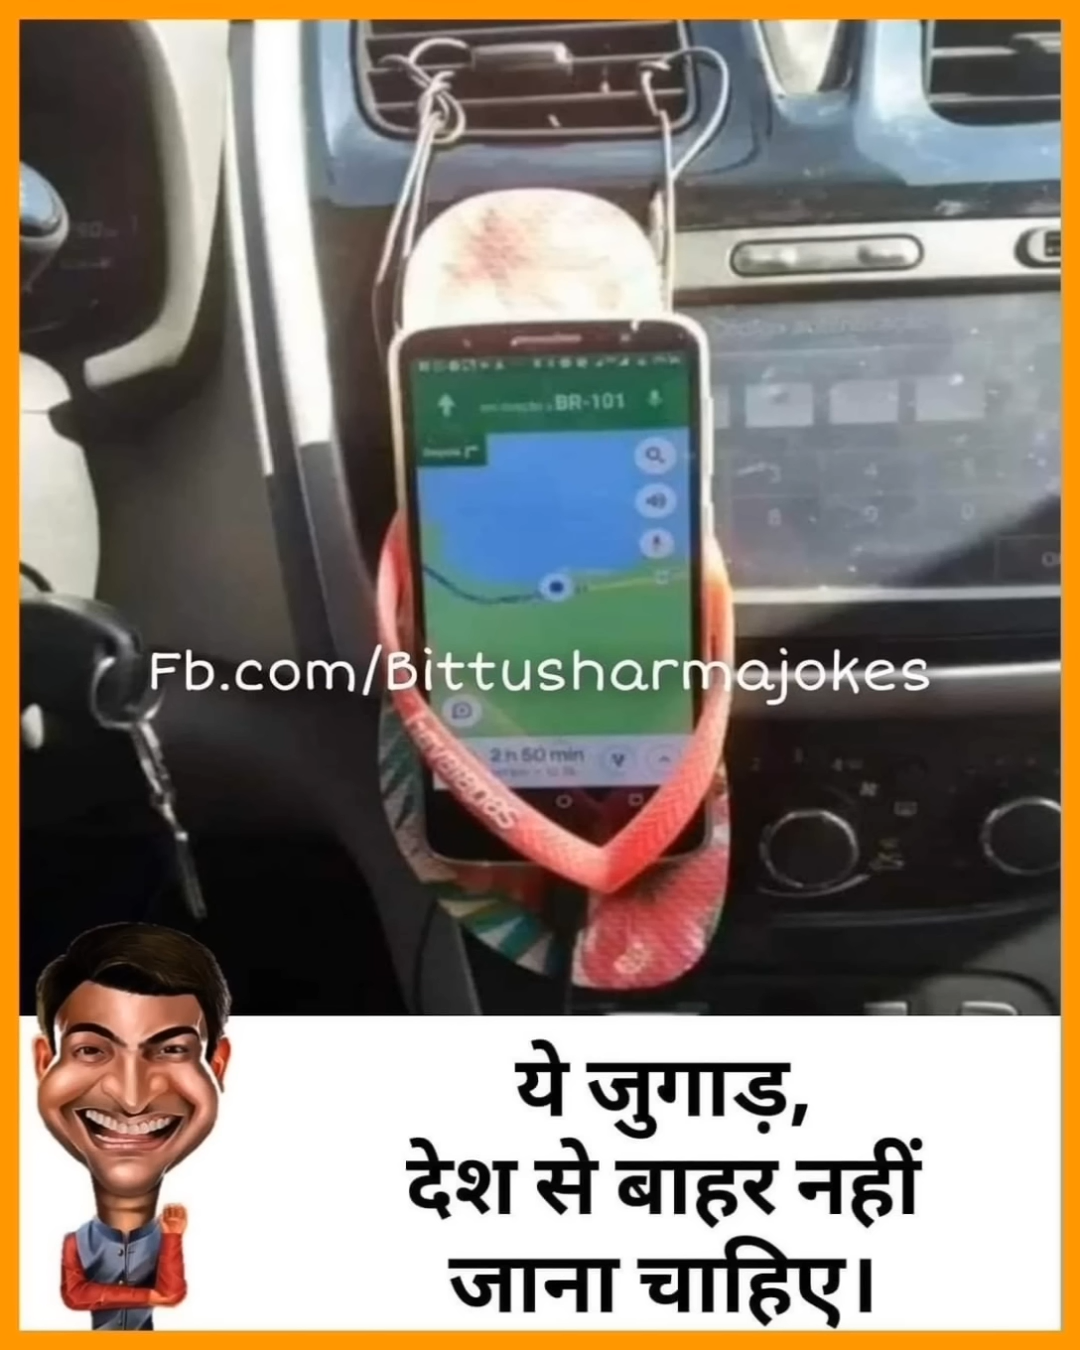 BR-101
Fb.com/Bittusharmajokes
havaianas
2 h 50 min
ये जुगाड़,
देश से बाहर नहीं
जाना चाहिए।